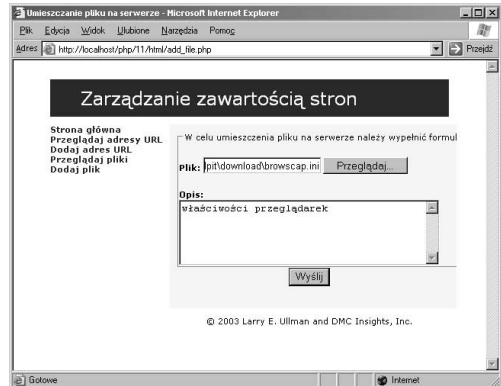 Umieszczanie pliku na serwerze - Microsoft Internet Explorer
Plik Edycja Widok Ulubione Narzędzia Pomoc
Adres http://localhost/php/11/html/add_file.php Przejdź
Zarządzanie zawartością stron
Strona główna
Przeglądaj adresy URL
Dodaj adres URL
Przeglądaj pliki
Dodaj plik
W celu umieszczenia pliku na serwerze należy wypełnić formul
Plik: pit\download\browscap.ini Przeglądaj...
Opis:
właściwości przeglądarek
Wyślij
© 2003 Larry E. Ullman and DMC Insights, Inc.
Gotowe Internet